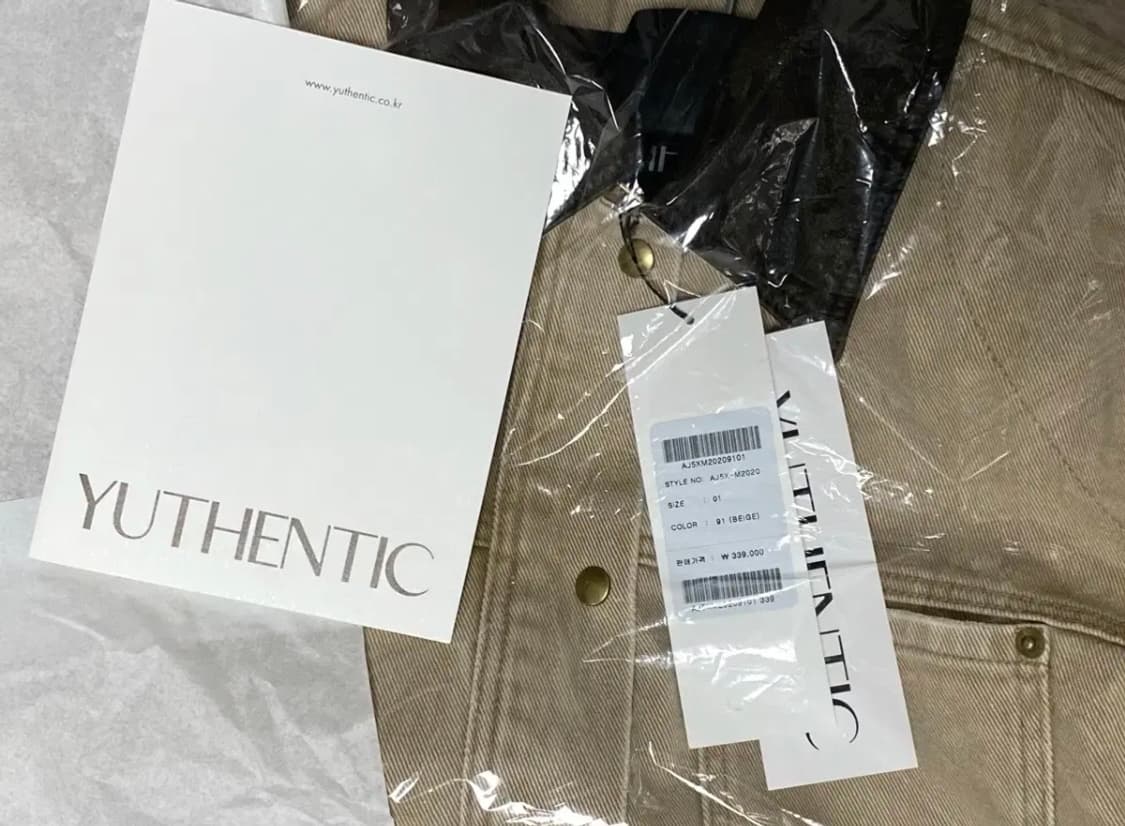 www.yuthentic.co.kr
YUTHENTIC
AJ5XM20209101
STYLE NO: AJ5X-M2020
SIZE : 01
COLOR : 91 (BEIGE)
판매가격 : ₩ 339,000
YUTHENTIC